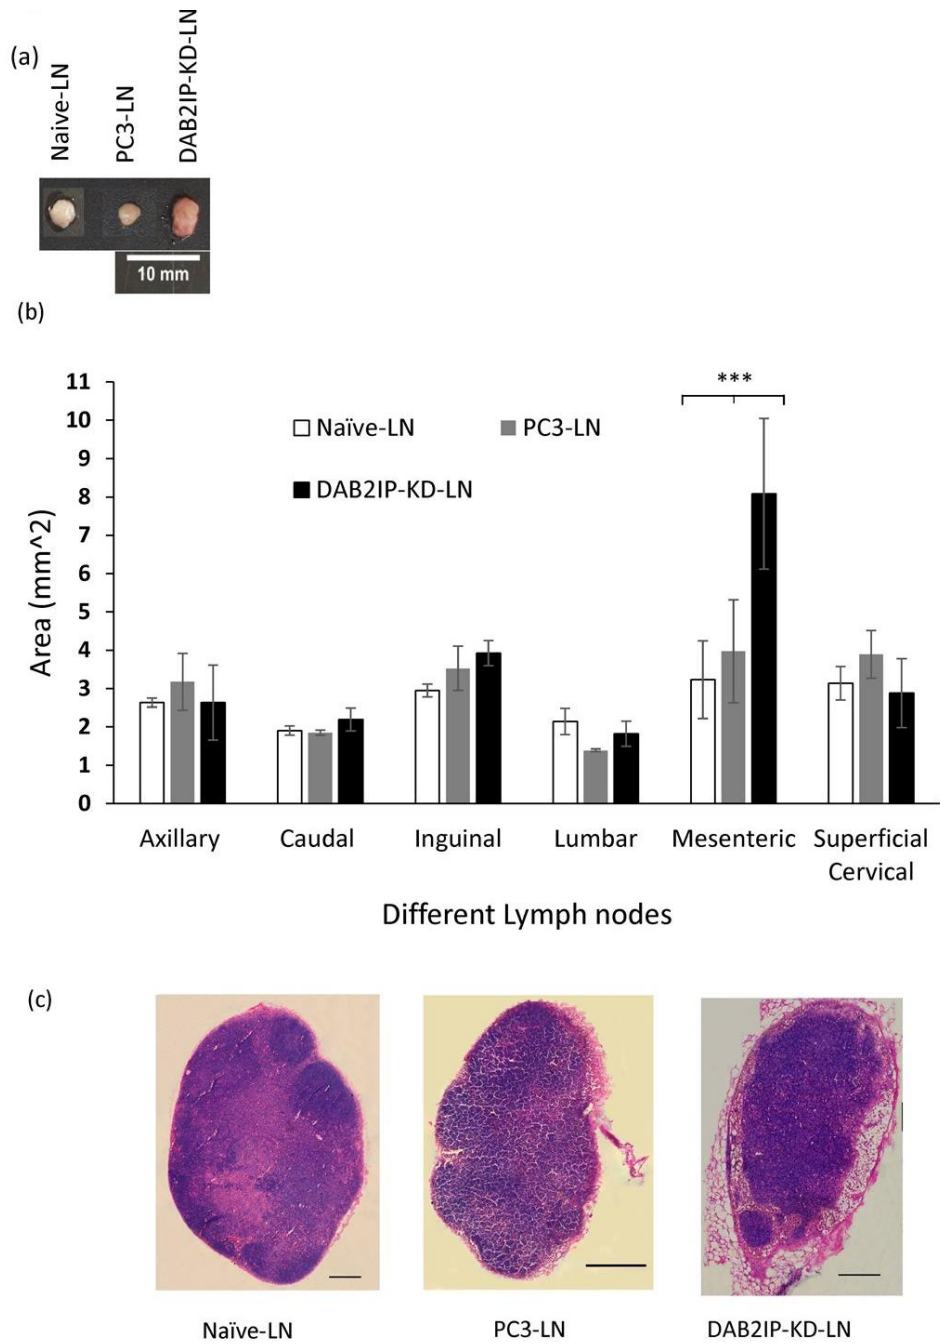 (a)
Naive-LN
PC3-LN
DAB2IP-KD-LN
10 mm
(b)
***
11
10
9
8
7
6
5
4
3
2
1
0
Area (mm^2)
Naïve-LN
PC3-LN
DAB2IP-KD-LN
Axillary
Caudal
Inguinal
Lumbar
Mesenteric
Superficial
Cervical
Different Lymph nodes
(c)
Naïve-LN
PC3-LN
DAB2IP-KD-LN